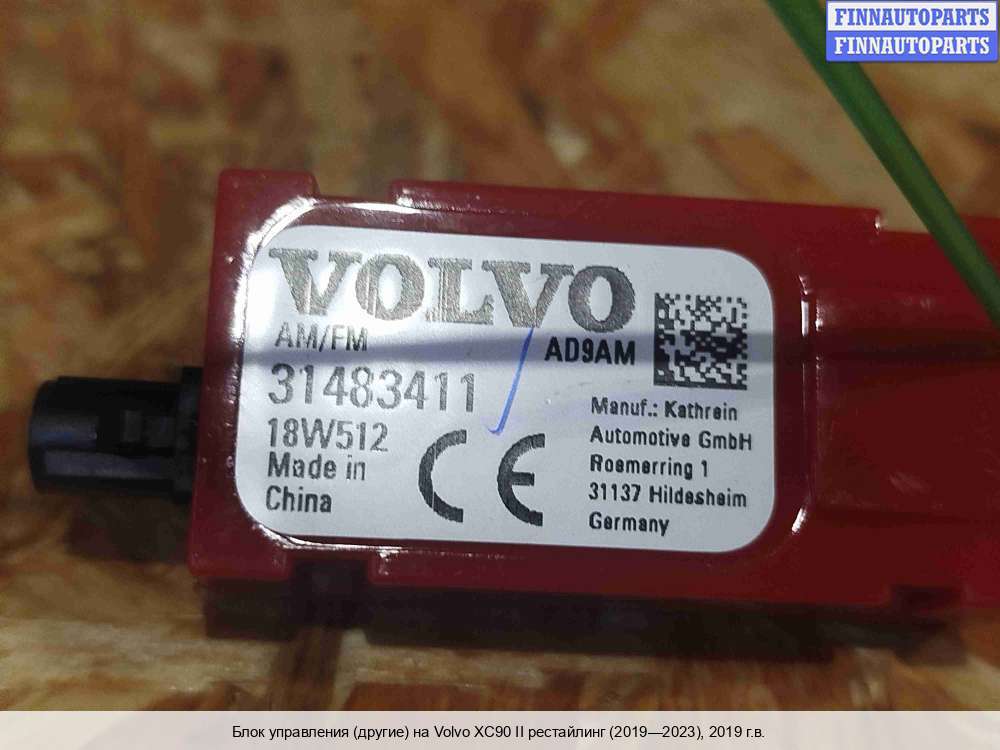 FINNAUTOPARTS
FINNAUTOPARTS
VOLVO
AM/FM
AD9AM
31483411
18W512
Made in
China
CE
Manuf.: Kathrein
Automotive GmbH
Roemerring 1
31137 Hildesheim
Germany
Блок управления (другие) на Volvo XC90 II рестайлинг (2019—2023), 2019 г.в.